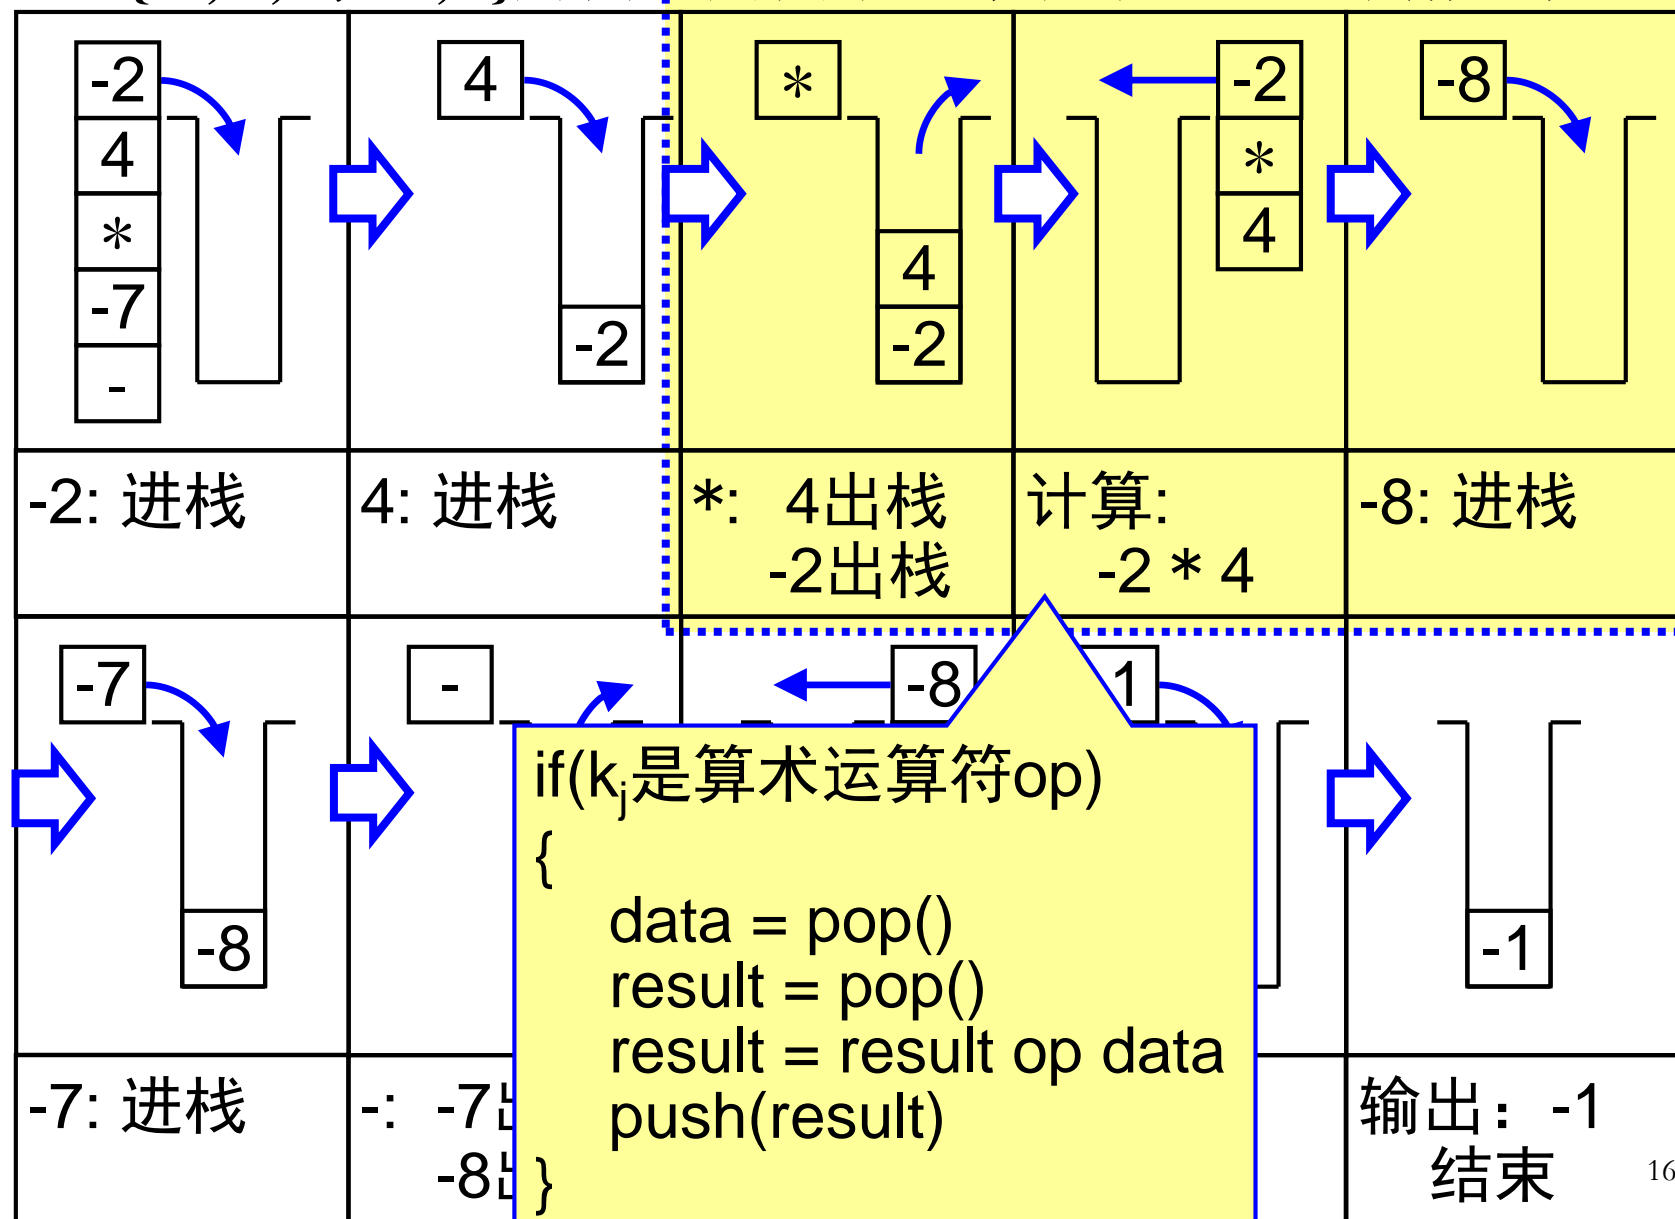 -2
4
*
-7
-
4
-2
*
4
-2
-2
*
4
-8
-2: 进栈
4: 进栈
*: 4出栈
-2出栈
计算:
-2 * 4
-8: 进栈
-7
-8
-
-8
1
-1
if(kj是算术运算符op)
{
data = pop()
result = pop()
result = result op data
push(result)
}
-7: 进栈
-: -7
-8
输出：-1
结束
16